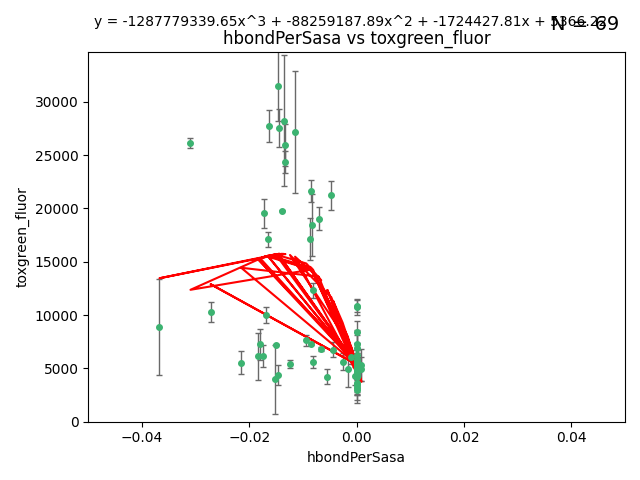 y = -1287779339.65x^3 + -88259187.89x^2 + -1724427.81x + 5366.22
N = 69
hbondPerSasa vs toxgreen_fluor
30000
25000
20000
15000
10000
5000
0
toxgreen_fluor
−0.04 −0.02 0.00 0.02 0.04
hbondPerSasa